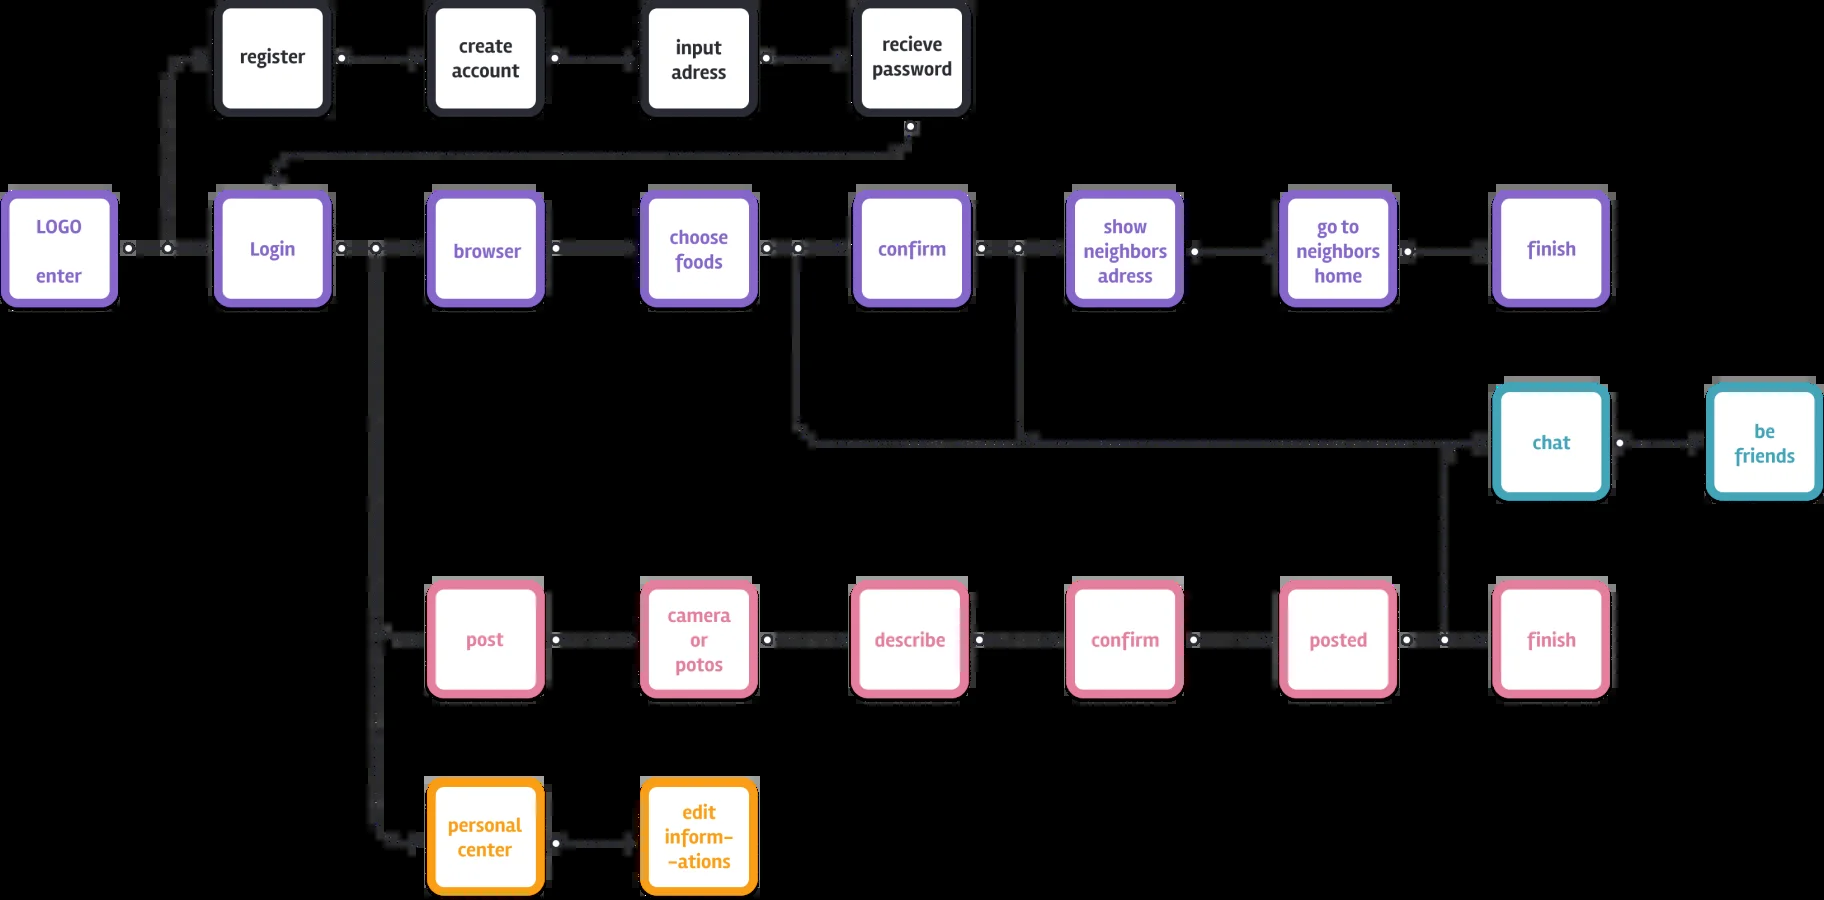 register
create
account
input
adress
recieve
password
LOGO
enter
Login
browser
choose
foods
confirm
show
neighbors
adress
go to
neighbors
home
finish
chat
be
friends
post
camera
or
potos
describe
confirm
posted
finish
personal
center
edit
inform-
-ations